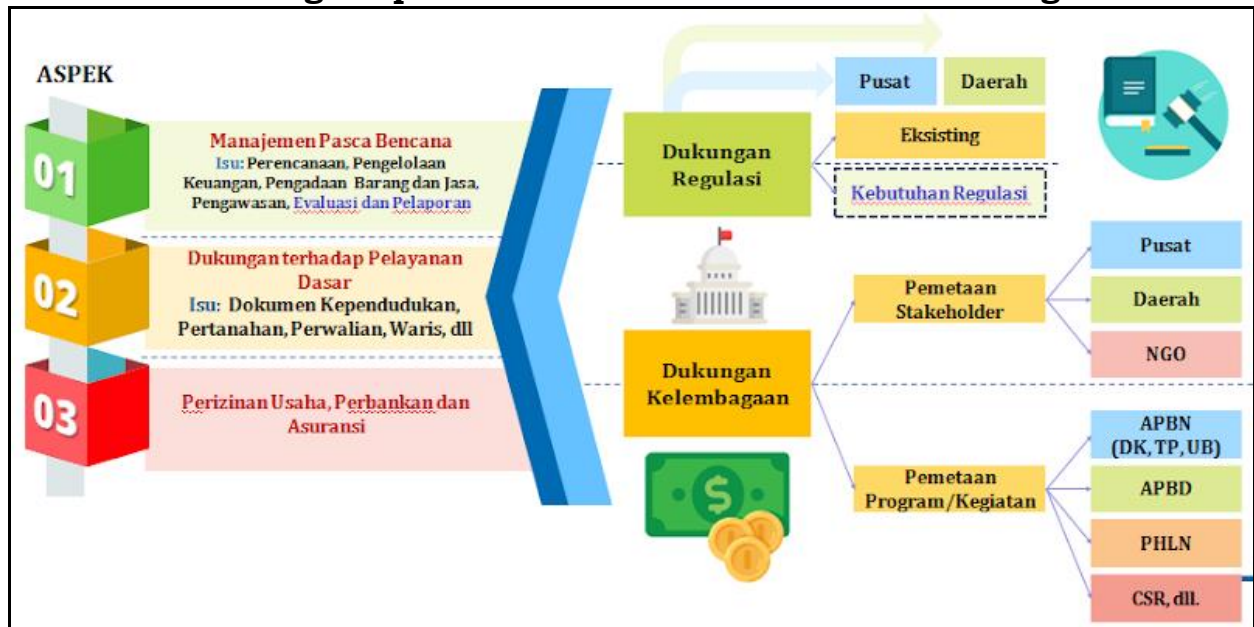 ASPEK
01
Manajemen Pasca Bencana
Isu: Perencanaan, Pengelolaan
Keuangan, Pengadaan Barang dan Jasa,
Pengawasan, Evaluasi dan Pelaporan
02
Dukungan terhadap Pelayanan
Dasar
Isu: Dokumen Kependudukan,
Pertanahan, Perwalian, Waris, dll
03
Perizinan Usaha, Perbankan dan
Asuransi
Dukungan
Regulasi
Pusat
Daerah
Eksisting
Kebutuhan Regulasi
Dukungan
Kelembagaan
Pemetaan
Stakeholder
Pusat
Daerah
NGO
Pemetaan
Program/Kegiatan
APBN
(DK, TP, UB)
APBD
PHLN
CSR, dll.
$